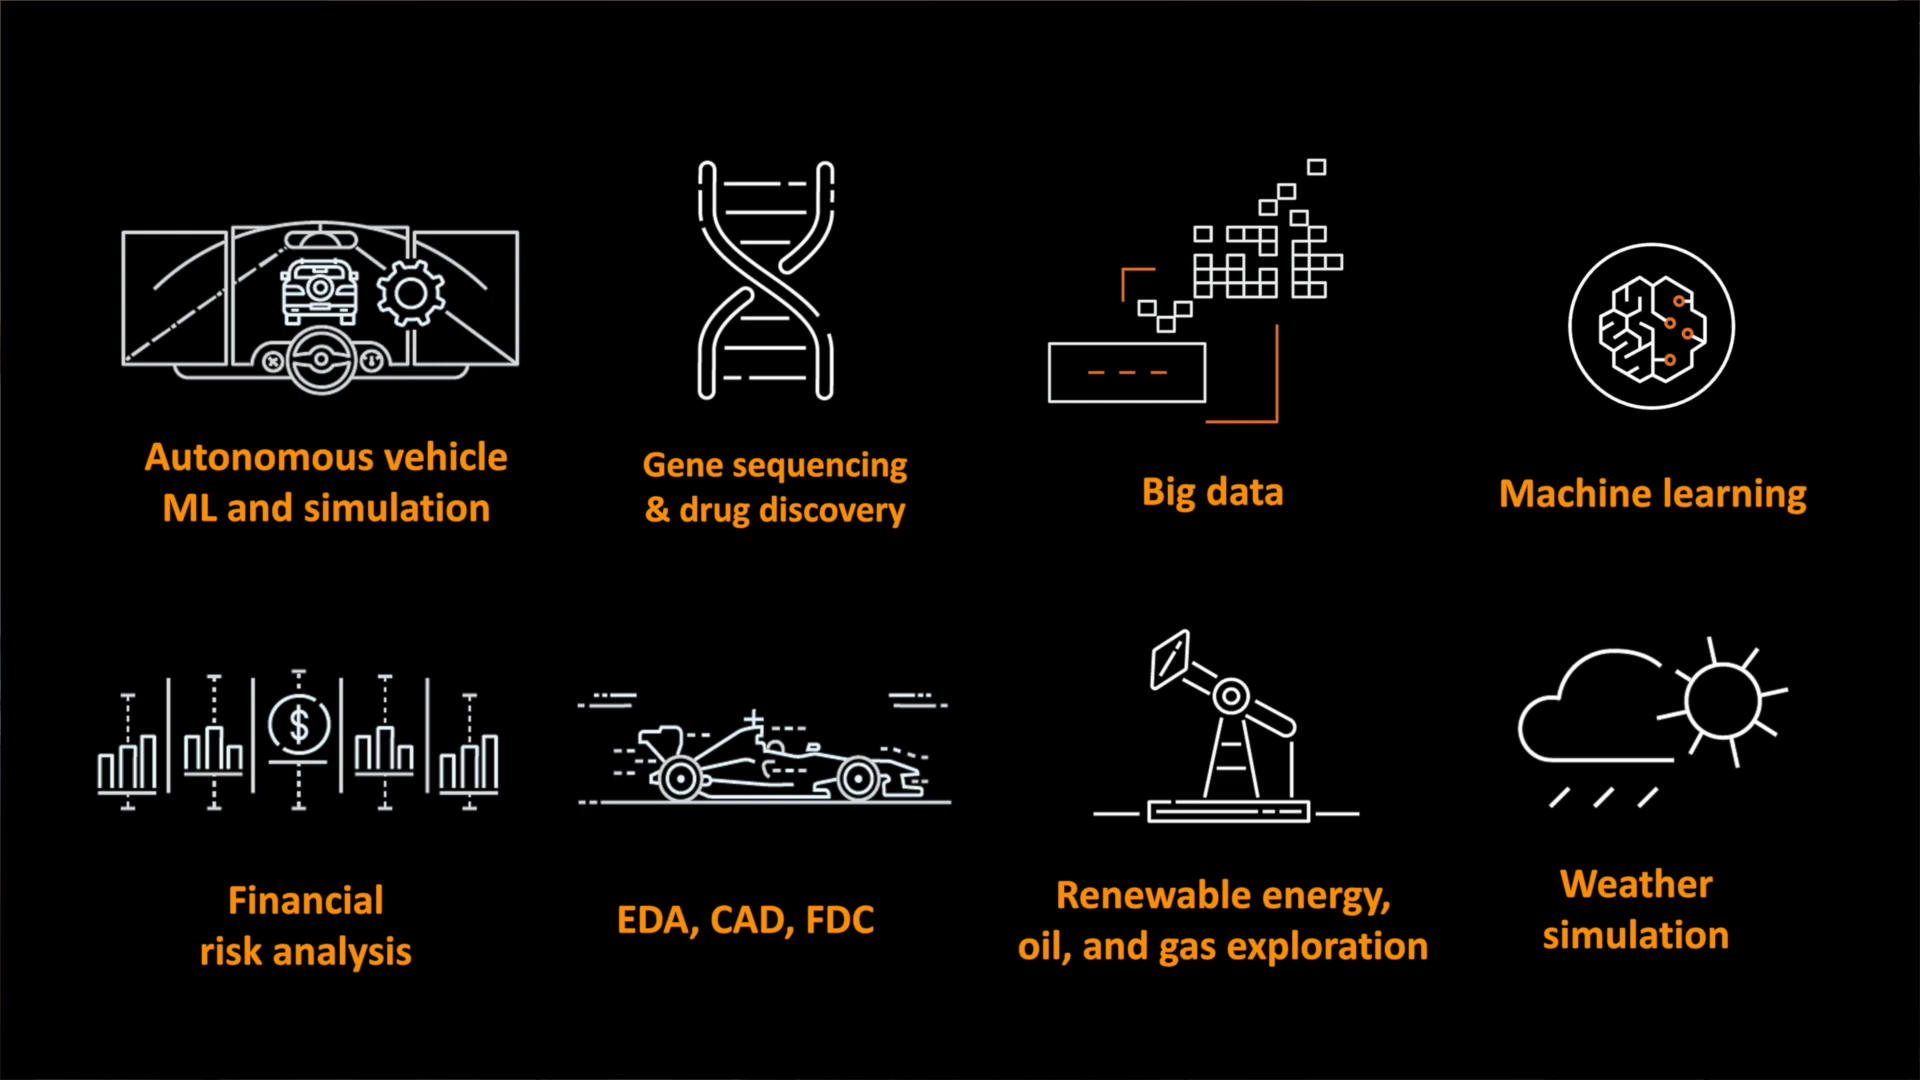 Autonomous vehicle
ML and simulation
Gene sequencing
& drug discovery
Big data
Machine learning
$
Financial
risk analysis
EDA, CAD, FDC
Renewable energy,
oil, and gas exploration
Weather
simulation